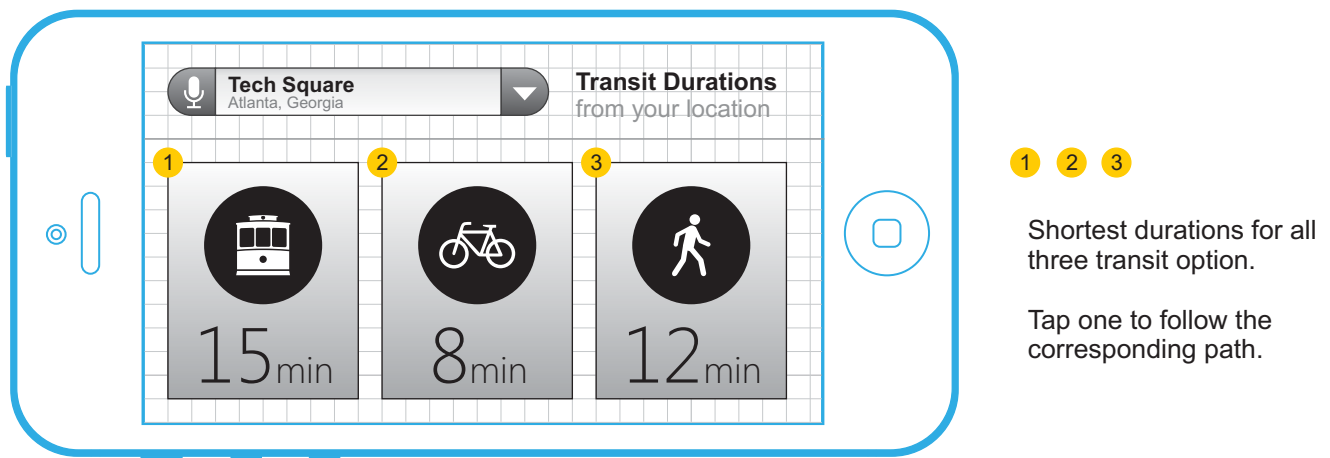 Tech Square
Atlanta, Georgia
Transit Durations
from your location
1
2
3
15min
8min
12min
1 2 3
Shortest durations for all
three transit option.
Tap one to follow the
corresponding path.